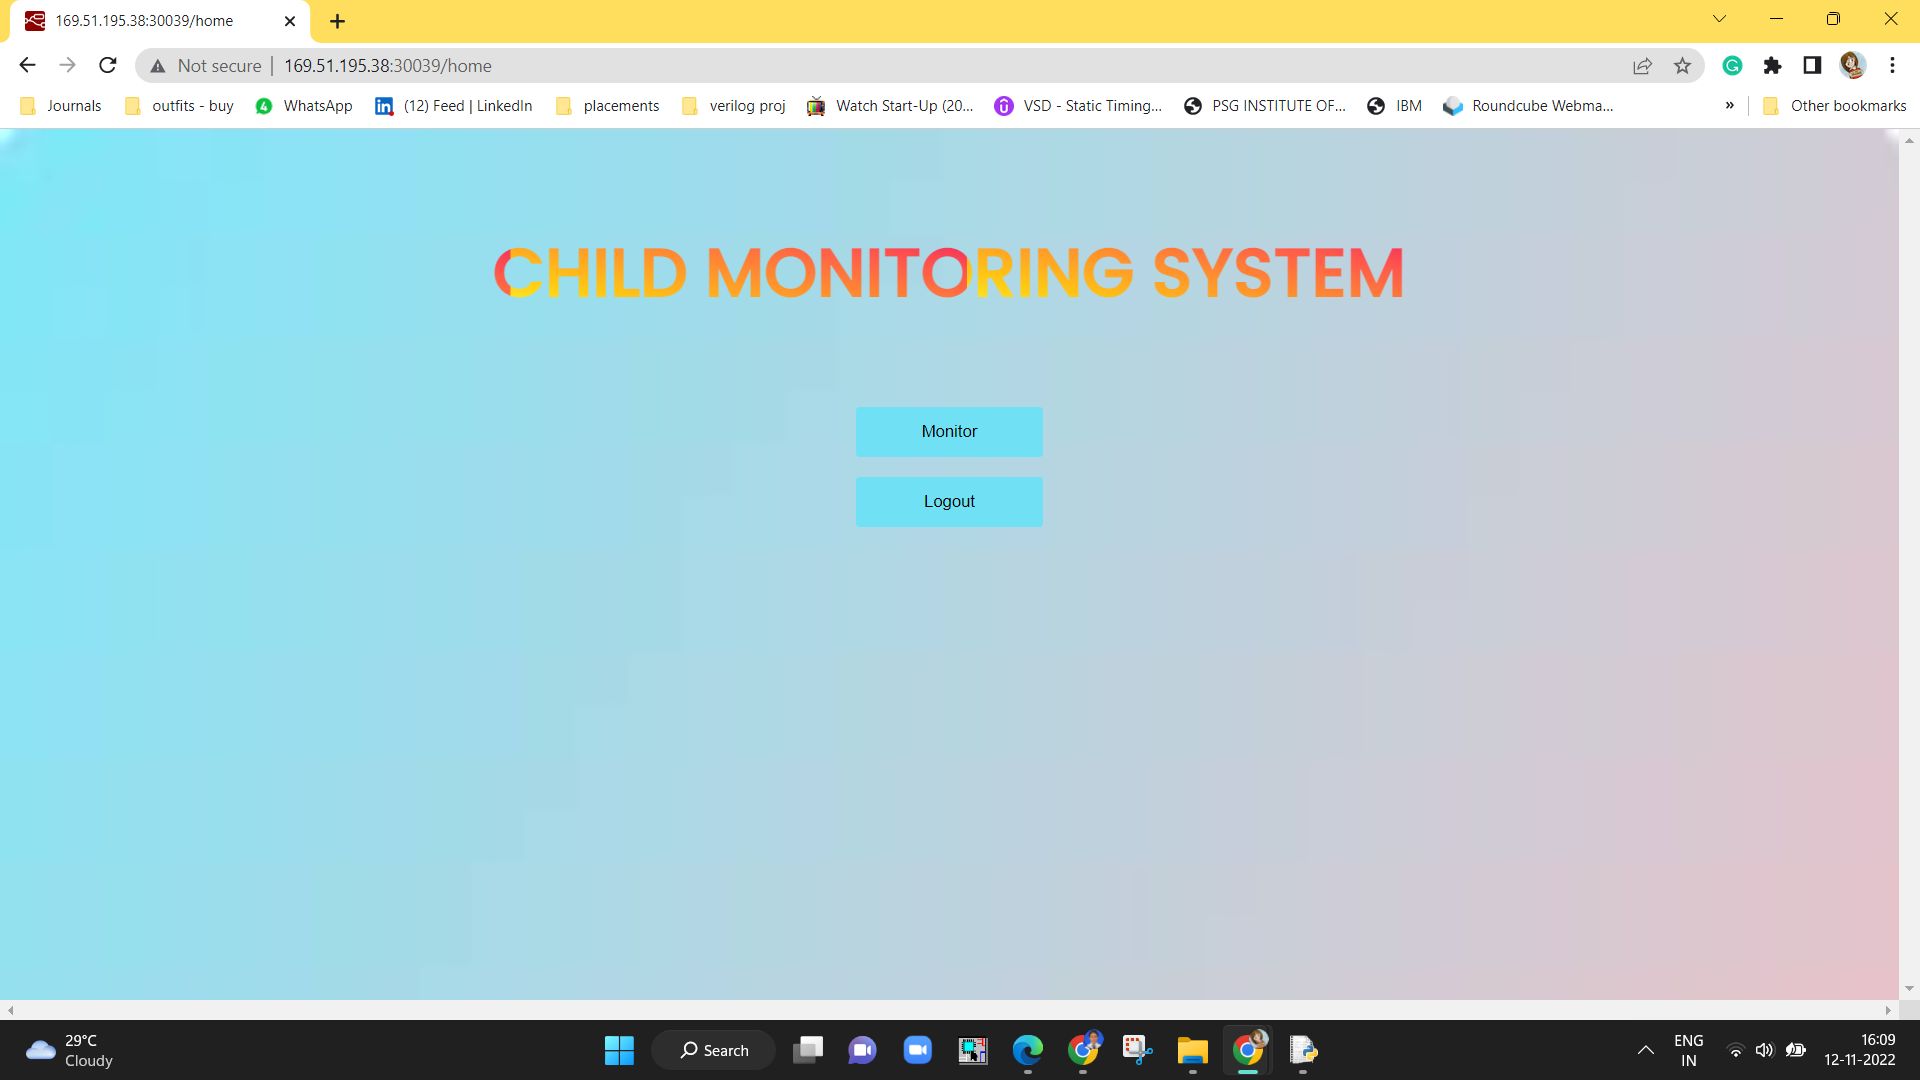 169.51.195.38:30039/home
Not secure 169.51.195.38:30039/home
Journals outfits - buy WhatsApp (12) Feed | LinkedIn placements verilog proj Watch Start-Up (20... VSD - Static Timing... PSG INSTITUTE OF... IBM Roundcube Webma... » Other bookmarks
CHILD MONITORING SYSTEM
Monitor
Logout
29°C
Cloudy
Search
ENG
IN
16:09
12-11-2022